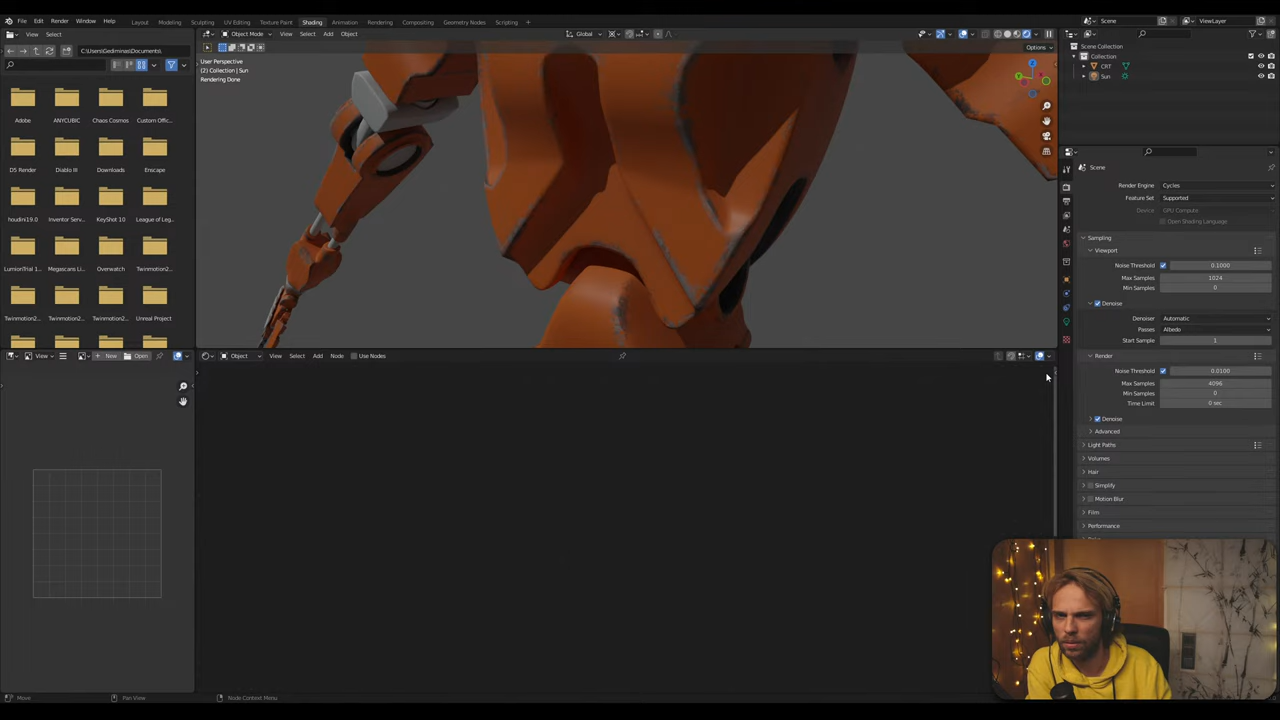 File Edit Render Window Help Layout Modeling Sculpting UV Editing Texture Paint Shading Animation Rendering Compositing Geometry Nodes Scripting + Scene ViewLayer
View Select Object Mode View Select Add Object Global
C:\Users\Gediminas\Documents\ Options
Scene Collection
Collection
CRT
Sun
User Perspective
(2) Collection | Sun
Rendering Done
Adobe ANYCUBIC Chaos Cosmos Custom Offic...
D5 Render Diablo III Downloads Enscape
houdini19.0 Inventor Serv... KeyShot 10 League of Leg...
LumionTrial 1... Megascans Li... Overwatch Twinmotion2...
Twinmotion2... Twinmotion2... Twinmotion2... Unreal Project
Scene
Render Engine Cycles
Feature Set Supported
Device GPU Compute
Open Shading Language
Sampling
Viewport
Noise Threshold 0.1000
Max Samples 1024
Min Samples 0
Denoise
Denoiser Automatic
Passes Albedo
Start Sample 1
Render
Noise Threshold 0.0100
Max Samples 4096
Min Samples 0
Time Limit 0 sec
Denoise
Advanced
Light Paths
Volumes
Hair
Simplify
Motion Blur
Film
Performance
View + New Open Object View Select Add Node Use Nodes
Move Pan View Node Context Menu